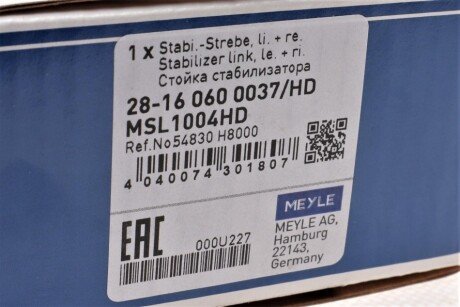 1 x Stabi.-Strebe, li. + re.
Stabilizer link, le. + ri.
Стойка стабилизатора
28-16 060 0037/HD
MSL1004HD
Ref.No54830 H8000
4 040074 301807
EAC
000U227
MEYLE
MEYLE AG,
Hamburg
22143,
Germany